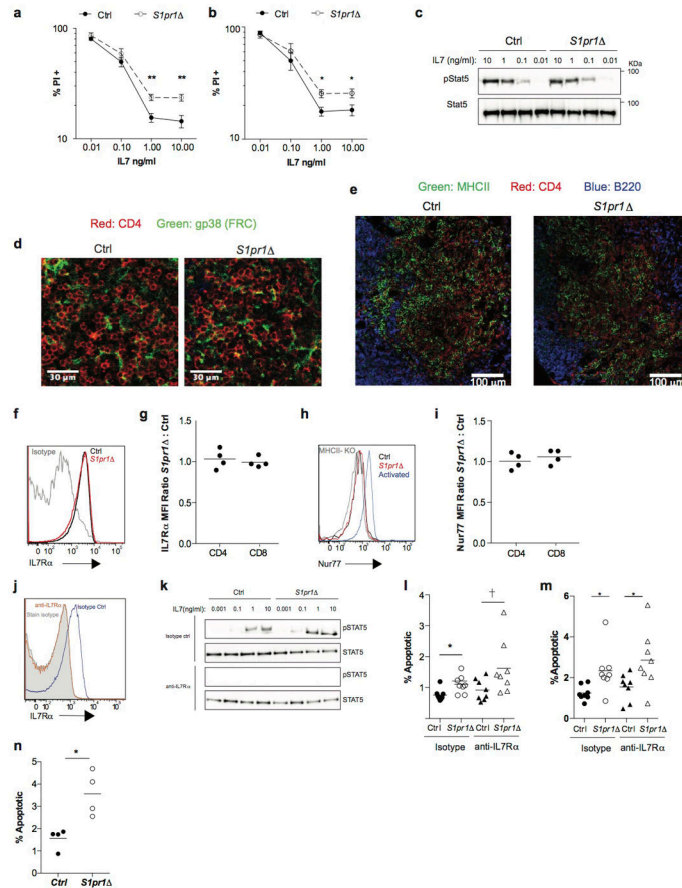 a
Ctrl
S1pr1Δ
% PI +
100
10
**
**
0.01
0.10
1.00
10.00
IL7 ng/ml
b
Ctrl
S1pr1Δ
% PI +
100
10
*
*
0.01
0.10
1.00
10.00
IL7 ng/ml
c
Ctrl
S1pr1Δ
IL7 (ng/ml)
10 1 0.1 0.01 10 1 0.1 0.01
KDa
pStat5
100
Stat5
100
d
Red: CD4 Green: gp38 (FRC)
Ctrl
S1pr1Δ
30 µm
30 µm
e
Green: MHCII Red: CD4 Blue: B220
Ctrl
S1pr1Δ
100 µm
100 µm
f
Isotype
Ctrl
S1pr1Δ
IL7Rα
g
IL7Rα MFI Ratio S1pr1Δ : Ctrl
1.5
1.0
0.5
0.0
CD4
CD8
h
MHCII- KO
Ctrl
S1pr1Δ
Activated
Nur77
i
Nur77 MFI Ratio S1pr1Δ : Ctrl
1.5
1.0
0.5
0.0
CD4
CD8
j
anti-IL7Rα
Isotype Ctrl
Stain isotype
IL7Rα
k
Ctrl
S1pr1Δ
IL7(ng/ml):
0.001 0.1 1 10 0.001 0.1 1 10
Isotype ctrl
pSTAT5
STAT5
anti-IL7Rα
pSTAT5
STAT5
l
% Apoptotic
4
3
2
1
0
*
†
Ctrl S1pr1Δ Ctrl S1pr1Δ
Isotype anti-IL7Rα
m
% Apoptotic
6
4
2
0
*
*
Ctrl S1pr1Δ Ctrl S1pr1Δ
Isotype anti-IL7Rα
n
% Apoptotic
5
4
3
2
1
0
*
Ctrl
S1pr1Δ